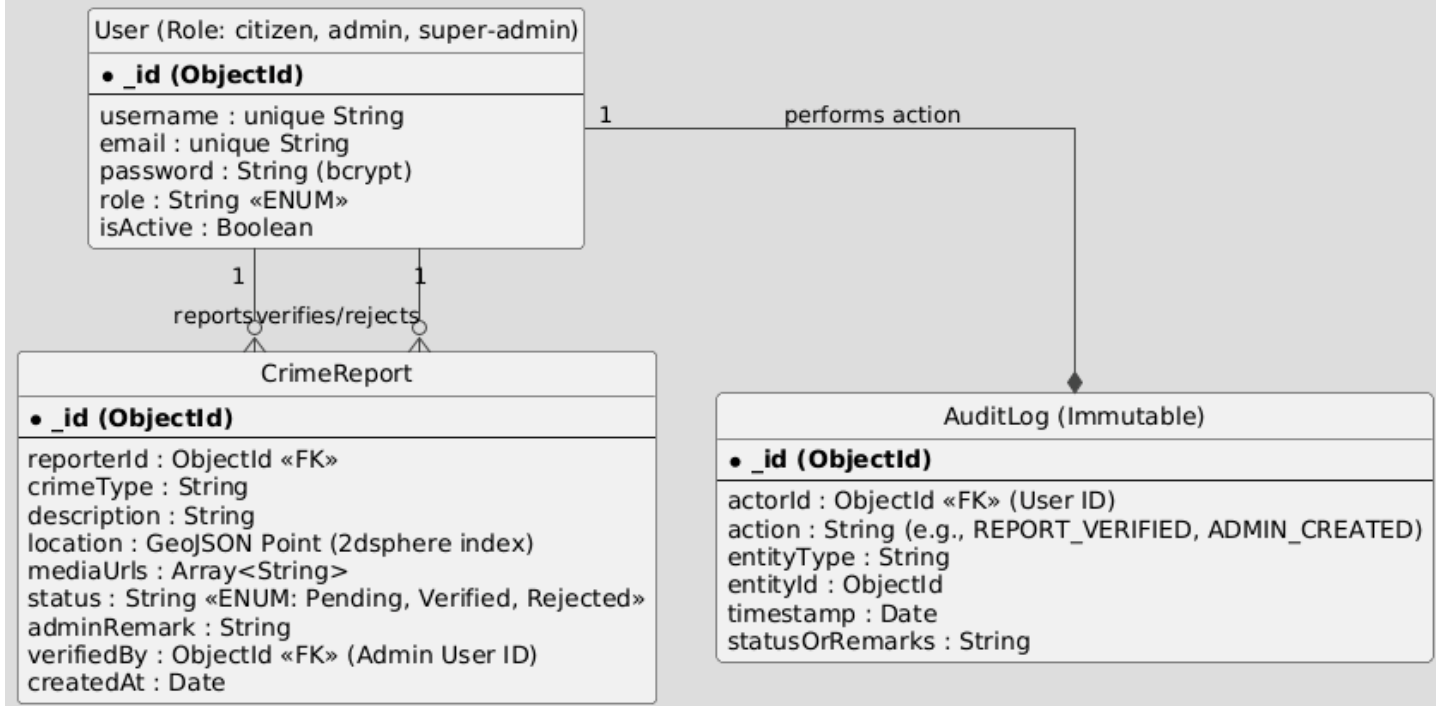 User (Role: citizen, admin, super-admin)
• _id (ObjectId)
username : unique String
email : unique String
password : String (bcrypt)
role : String «ENUM»
isActive : Boolean
1
performs action
1
1
reports
verifies/rejects
CrimeReport
• _id (ObjectId)
reporterId : ObjectId «FK»
crimeType : String
description : String
location : GeoJSON Point (2dsphere index)
mediaUrls : Array<String>
status : String «ENUM: Pending, Verified, Rejected»
adminRemark : String
verifiedBy : ObjectId «FK» (Admin User ID)
createdAt : Date
AuditLog (Immutable)
• _id (ObjectId)
actorId : ObjectId «FK» (User ID)
action : String (e.g., REPORT_VERIFIED, ADMIN_CREATED)
entityType : String
entityId : ObjectId
timestamp : Date
statusOrRemarks : String